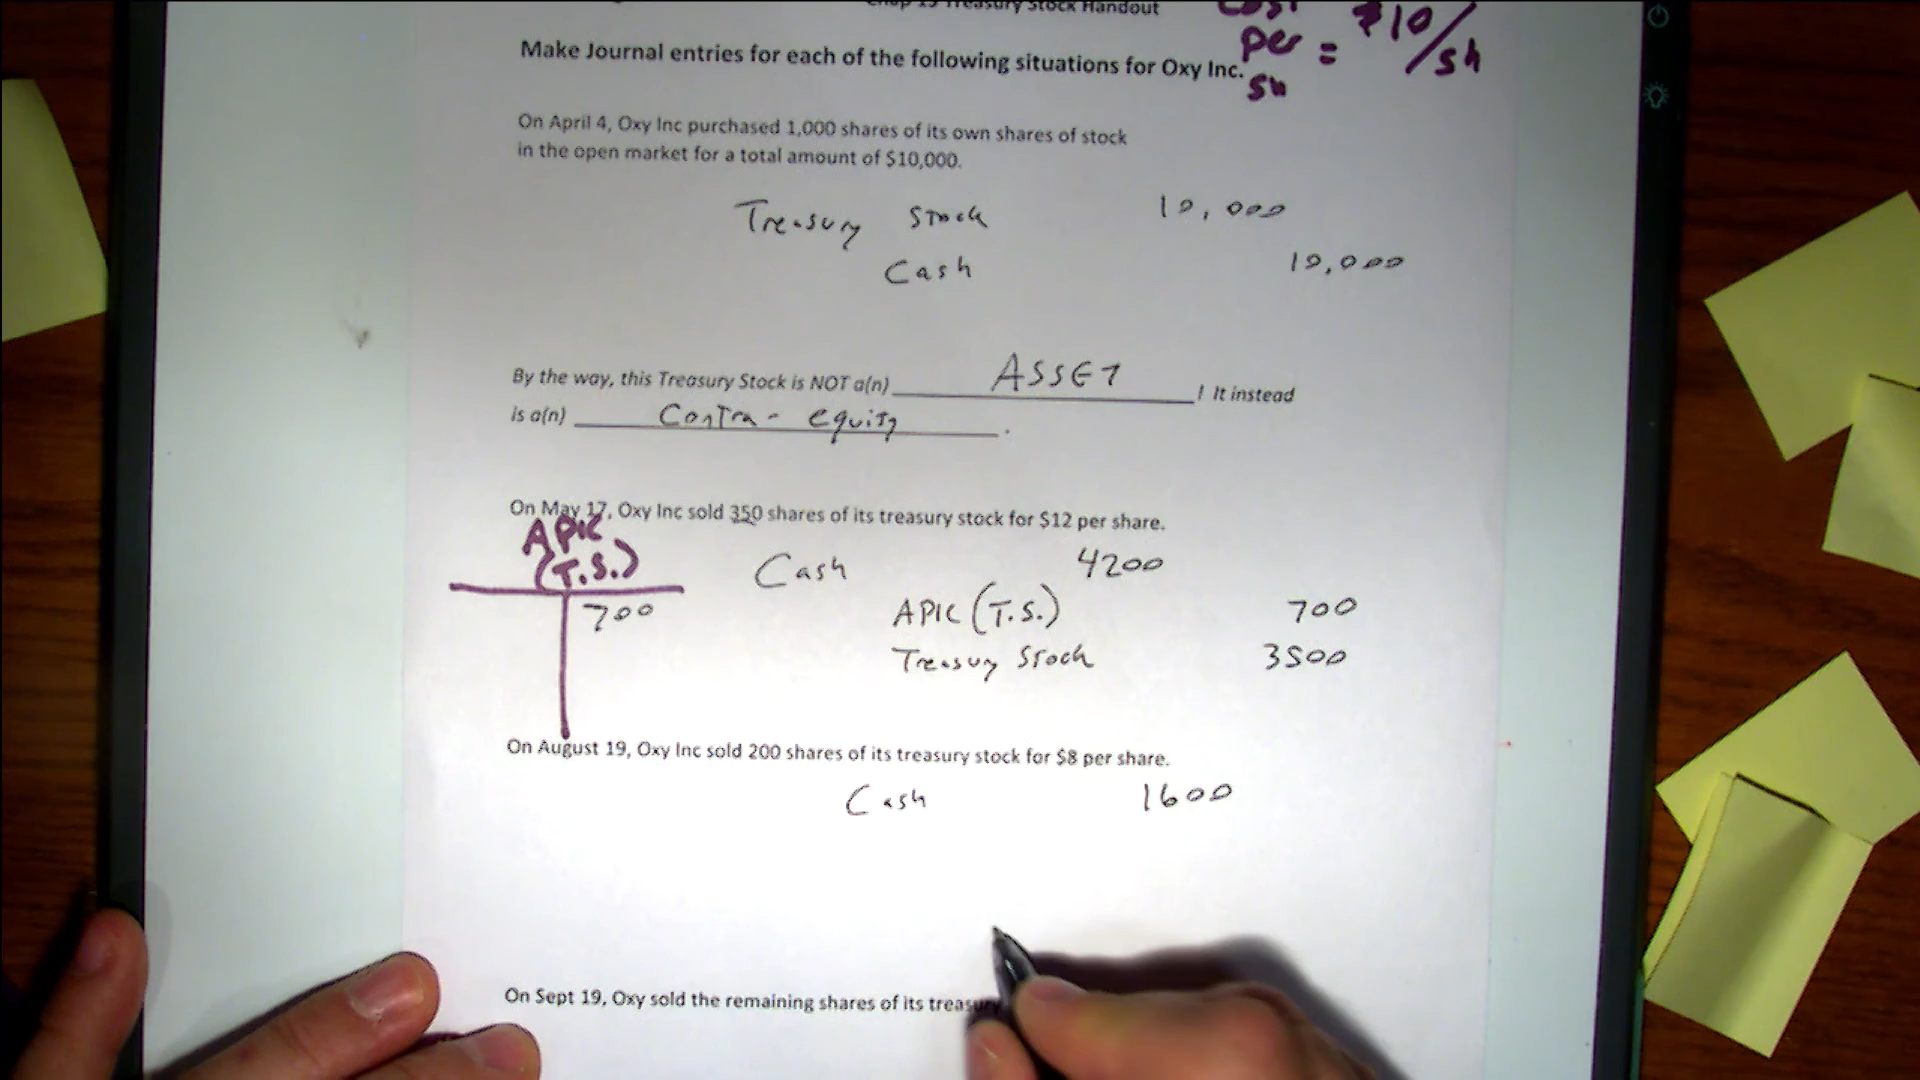 Chap 15 Treasury Stock Handout
Cost
per = $10/sh
sh
Make Journal entries for each of the following situations for Oxy Inc.
On April 4, Oxy Inc purchased 1,000 shares of its own shares of stock
in the open market for a total amount of $10,000.
Treasury Stock 10,000
Cash 10,000
By the way, this Treasury Stock is NOT a(n) ASSET ! It instead
is a(n) Contra-equity .
On May 17, Oxy Inc sold 350 shares of its treasury stock for $12 per share.
APIC
(T.S.)
700
Cash 4200
APIC (T.S.) 700
Treasury Stock 3500
On August 19, Oxy Inc sold 200 shares of its treasury stock for $8 per share.
Cash 1600
On Sept 19, Oxy sold the remaining shares of its treasury